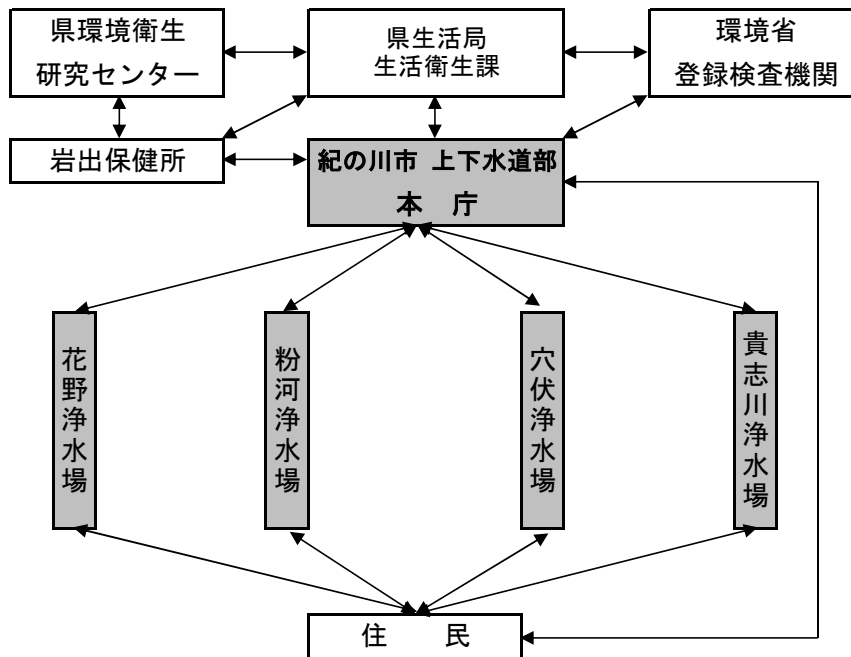 県環境衛生
研究センター
県生活局
生活衛生課
環境省
登録検査機関
岩出保健所
紀の川市 上下水道部
本 庁
花野浄水場
粉河浄水場
穴伏浄水場
貴志川浄水場
住 民